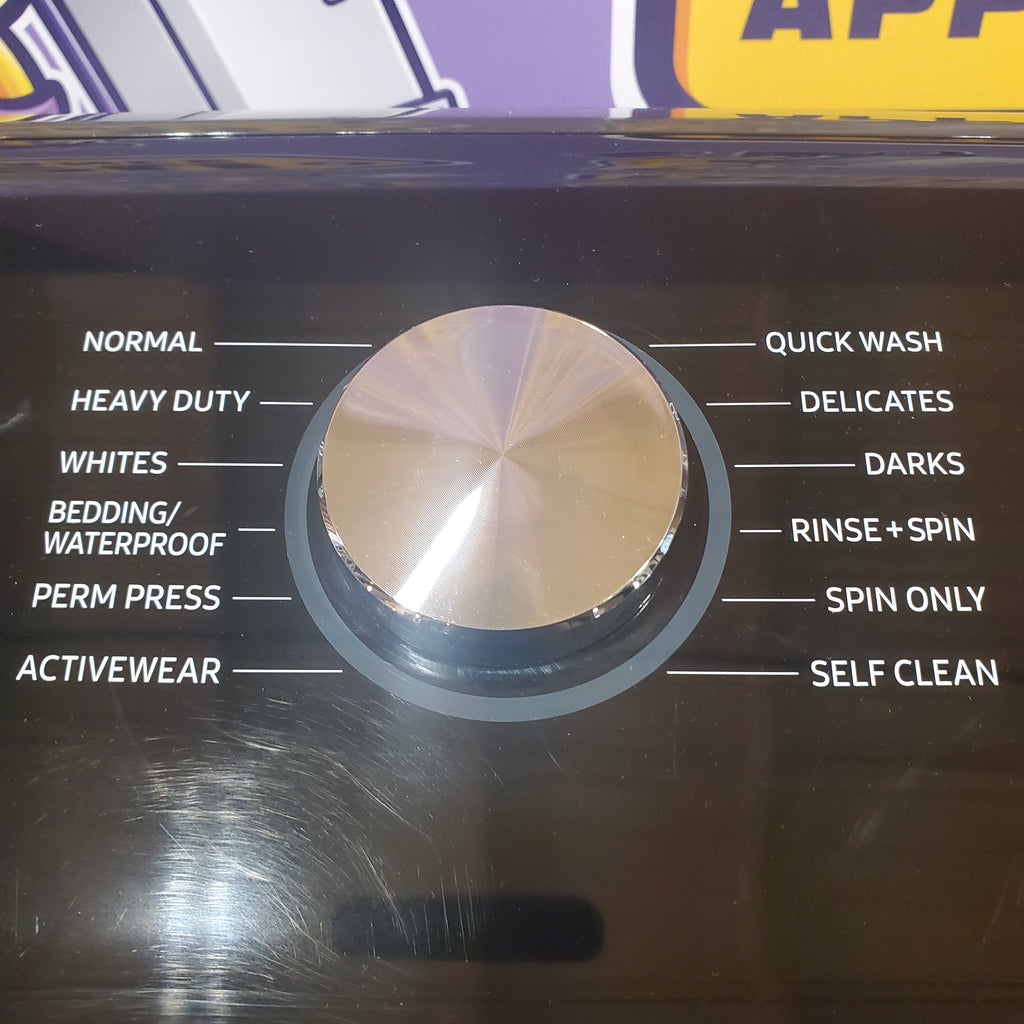 APP
NORMAL
HEAVY DUTY
WHITES
BEDDING/
WATERPROOF
PERM PRESS
ACTIVEWEAR
QUICK WASH
DELICATES
DARKS
RINSE+SPIN
SPIN ONLY
SELF CLEAN